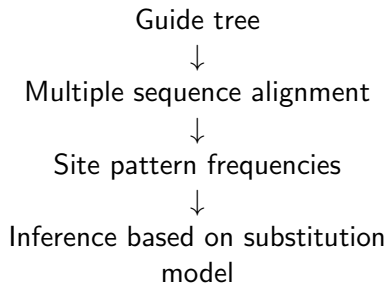 Guide tree
↓
Multiple sequence alignment
↓
Site pattern frequencies
↓
Inference based on substitution
model